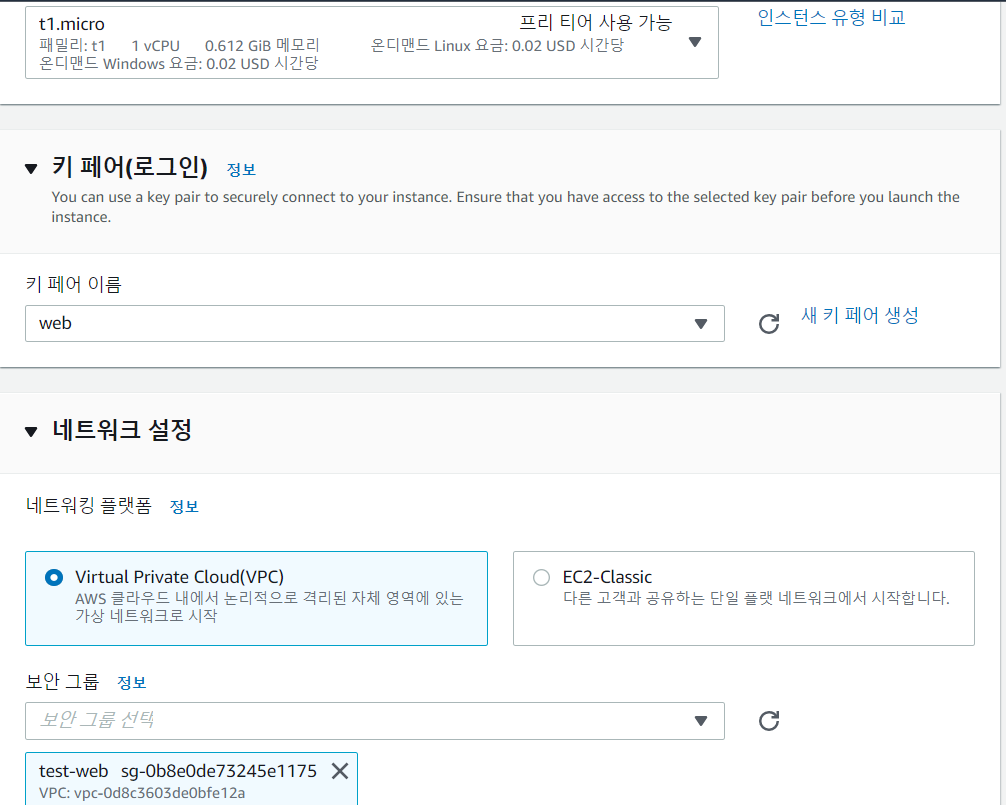 t1.micro 프리 티어 사용 가능
패밀리: t1 1 vCPU 0.612 GiB 메모리 온디맨드 Linux 요금: 0.02 USD 시간당
온디맨드 Windows 요금: 0.02 USD 시간당
인스턴스 유형 비교
키 페어(로그인) 정보
You can use a key pair to securely connect to your instance. Ensure that you have access to the selected key pair before you launch the
instance.
키 페어 이름
web
새 키 페어 생성
네트워크 설정
네트워킹 플랫폼 정보
Virtual Private Cloud(VPC)
AWS 클라우드 내에서 논리적으로 격리된 자체 영역에 있는
가상 네트워크로 시작
EC2-Classic
다른 고객과 공유하는 단일 플랫 네트워크에서 시작합니다.
보안 그룹 정보
보안 그룹 선택
test-web sg-0b8e0de73245e1175
VPC: vpc-0d8c3603de0bfe12a